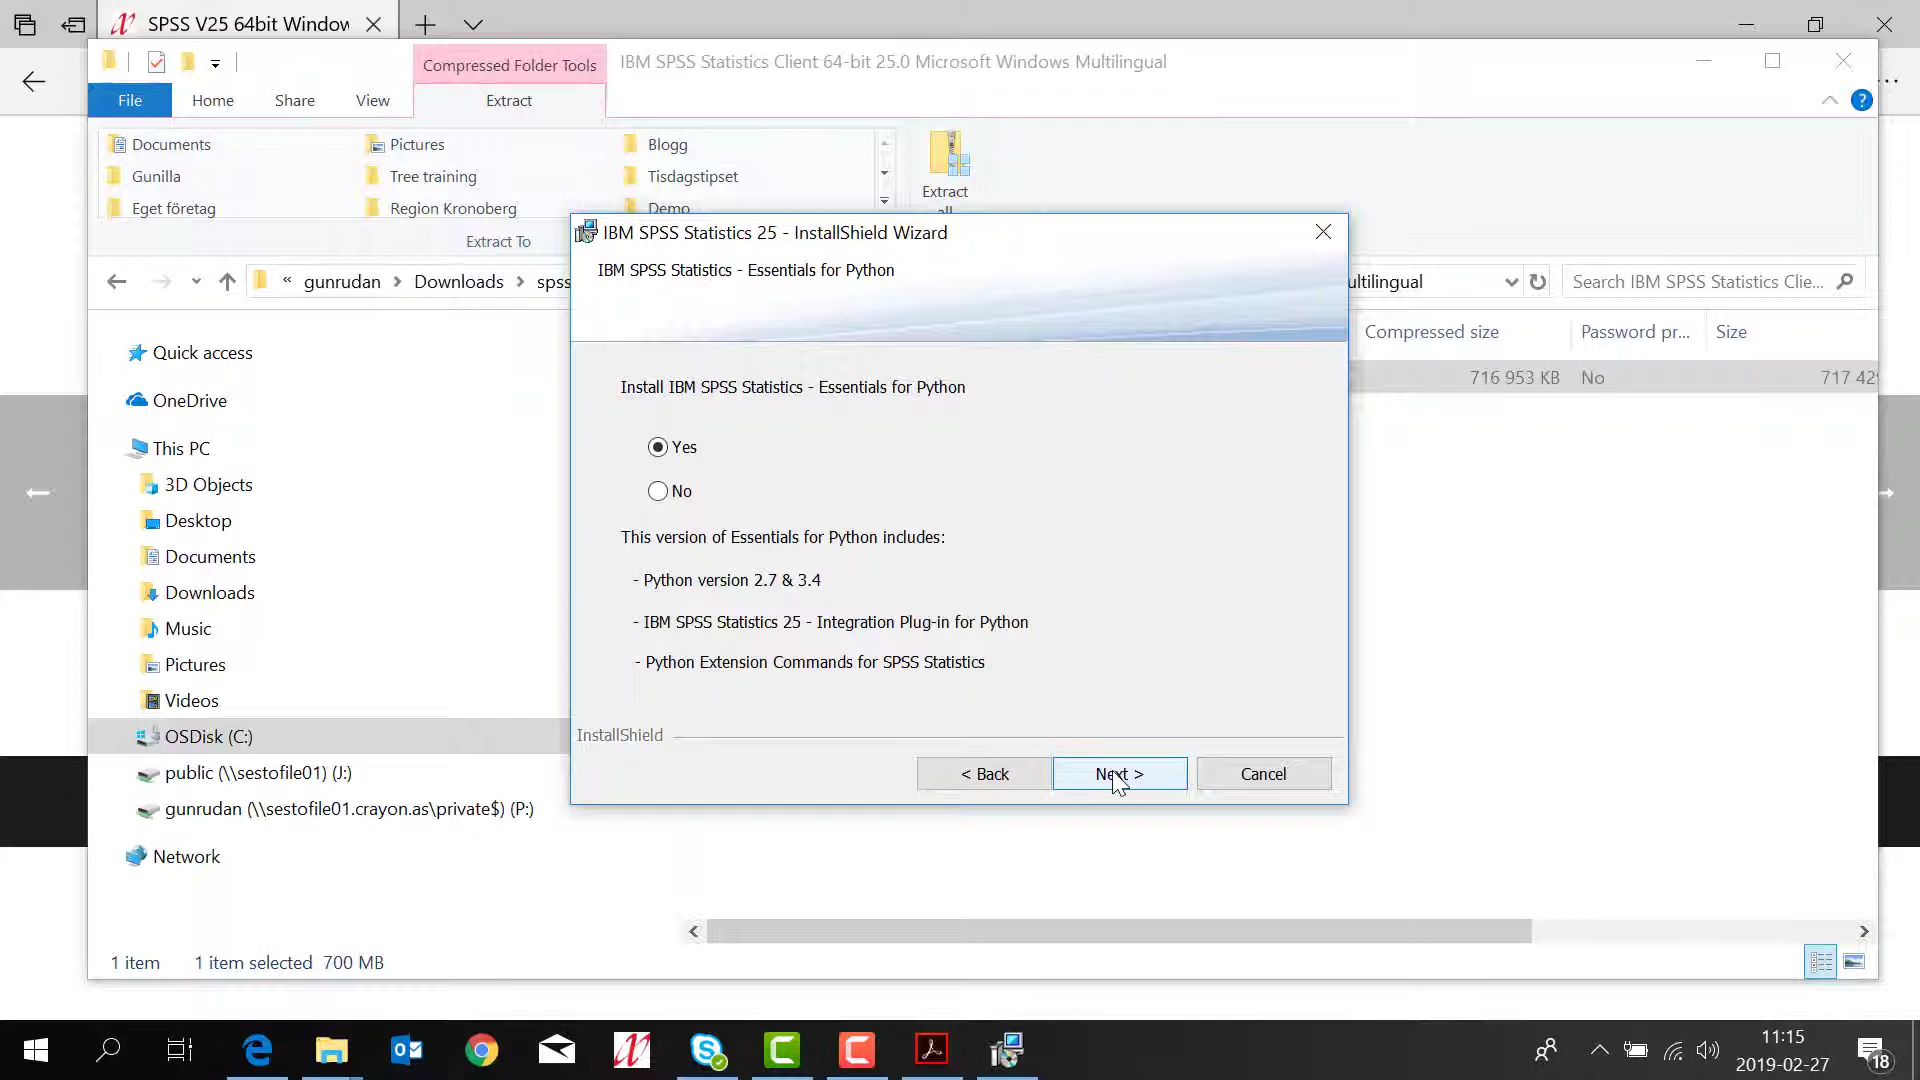 SPSS V25 64bit Window
Compressed Folder Tools
IBM SPSS Statistics Client 64-bit 25.0 Microsoft Windows Multilingual
File
Home
Share
View
Extract
Documents
Pictures
Blogg
Gunilla
Tree training
Tisdagstipset
Eget företag
Region Kronoberg
Demo
Extract
all
Extract To
« gunrudan > Downloads > spss
ultilingual
Search IBM SPSS Statistics Clie...
Compressed size
Password pr...
Size
716 953 KB
No
717 429
Quick access
OneDrive
This PC
3D Objects
Desktop
Documents
Downloads
Music
Pictures
Videos
OSDisk (C:)
public (\\sestofile01) (J:)
gunrudan (\\sestofile01.crayon.as\private$) (P:)
Network
IBM SPSS Statistics 25 - InstallShield Wizard
IBM SPSS Statistics - Essentials for Python
Install IBM SPSS Statistics - Essentials for Python
Yes
No
This version of Essentials for Python includes:
- Python version 2.7 & 3.4
- IBM SPSS Statistics 25 - Integration Plug-in for Python
- Python Extension Commands for SPSS Statistics
InstallShield
< Back
Next >
Cancel
1 item
1 item selected 700 MB
11:15
2019-02-27
18